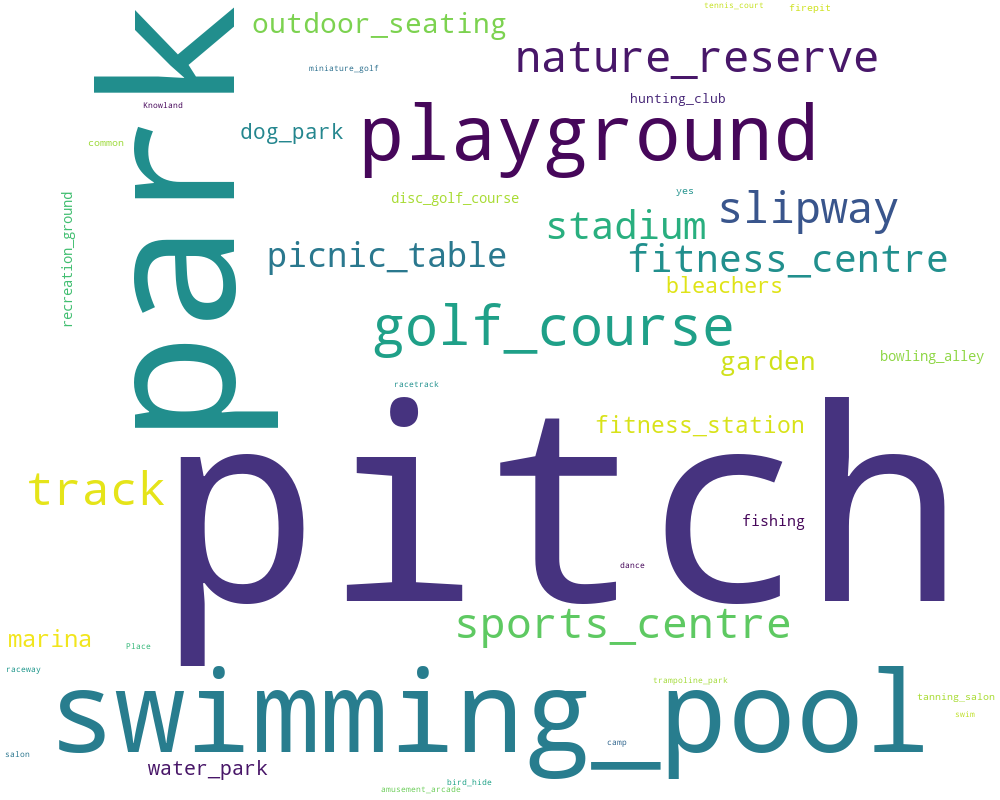 tennis_court
firepit
outdoor_seating
nature_reserve
miniature_golf
hunting_club
Knowland
playground
dog_park
common
park
disc_golf_course
yes
slipway
stadium
recreation_ground
picnic_table
fitness_centre
bleachers
golf_course
bowling_alley
garden
racetrack
fitness_station
pitch
track
fishing
dance
sports_centre
marina
Place
raceway
swimming_pool
trampoline_park
tanning_salon
swim
camp
salon
water_park
bird_hide
amusement_arcade